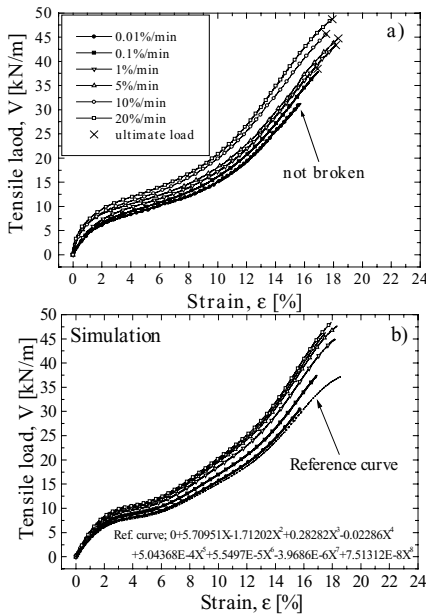 50
45
40
35
30
25
20
15
10
5
0
Tensile laod, V [kN/m]
0.01%/min
0.1%/min
1%/min
5%/min
10%/min
20%/min
ultimate load
a)
not broken
0 2 4 6 8 10 12 14 16 18 20 22 24
Strain, ε [%]
50
45
40
35
30
25
20
15
10
5
0
Tensile load, V [kN/m]
Simulation
b)
Reference curve
Ref. curve; 0+5.70951X-1.71202X²+0.28282X³-0.02286X⁴
+5.04368E-4X⁵+5.5497E-5X⁶-3.9686E-6X⁷+7.51312E-8X⁸
0 2 4 6 8 10 12 14 16 18 20 22 24
Strain, ε [%]